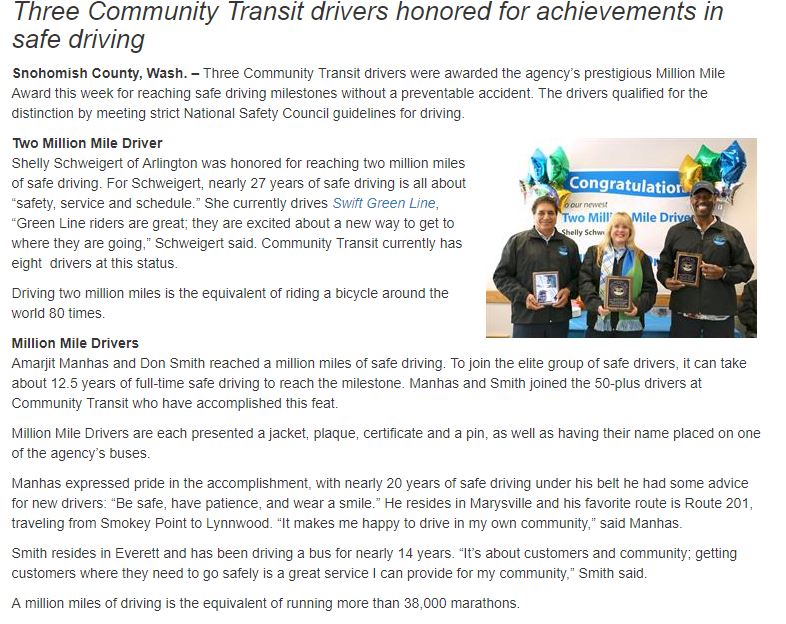 Three Community Transit drivers honored for achievements in
safe driving
Snohomish County, Wash. – Three Community Transit drivers were awarded the agency’s prestigious Million Mile
Award this week for reaching safe driving milestones without a preventable accident. The drivers qualified for the
distinction by meeting strict National Safety Council guidelines for driving.
Two Million Mile Driver
Shelly Schweigert of Arlington was honored for reaching two million miles
of safe driving. For Schweigert, nearly 27 years of safe driving is all about
“safety, service and schedule.” She currently drives Swift Green Line,
“Green Line riders are great; they are excited about a new way to get to
where they are going,” Schweigert said. Community Transit currently has
eight  drivers at this status.
Driving two million miles is the equivalent of riding a bicycle around the
world 80 times.
Congratulation
o our newest
Two Milli Mile Drive
Shelly Schw
Million Mile Drivers
Amarjit Manhas and Don Smith reached a million miles of safe driving. To join the elite group of safe drivers, it can take
about 12.5 years of full-time safe driving to reach the milestone. Manhas and Smith joined the 50-plus drivers at
Community Transit who have accomplished this feat.
Million Mile Drivers are each presented a jacket, plaque, certificate and a pin, as well as having their name placed on one
of the agency’s buses.
Manhas expressed pride in the accomplishment, with nearly 20 years of safe driving under his belt he had some advice
for new drivers: “Be safe, have patience, and wear a smile.” He resides in Marysville and his favorite route is Route 201,
traveling from Smokey Point to Lynnwood. “It makes me happy to drive in my own community,” said Manhas.
Smith resides in Everett and has been driving a bus for nearly 14 years. “It’s about customers and community; getting
customers where they need to go safely is a great service I can provide for my community,” Smith said.
A million miles of driving is the equivalent of running more than 38,000 marathons.